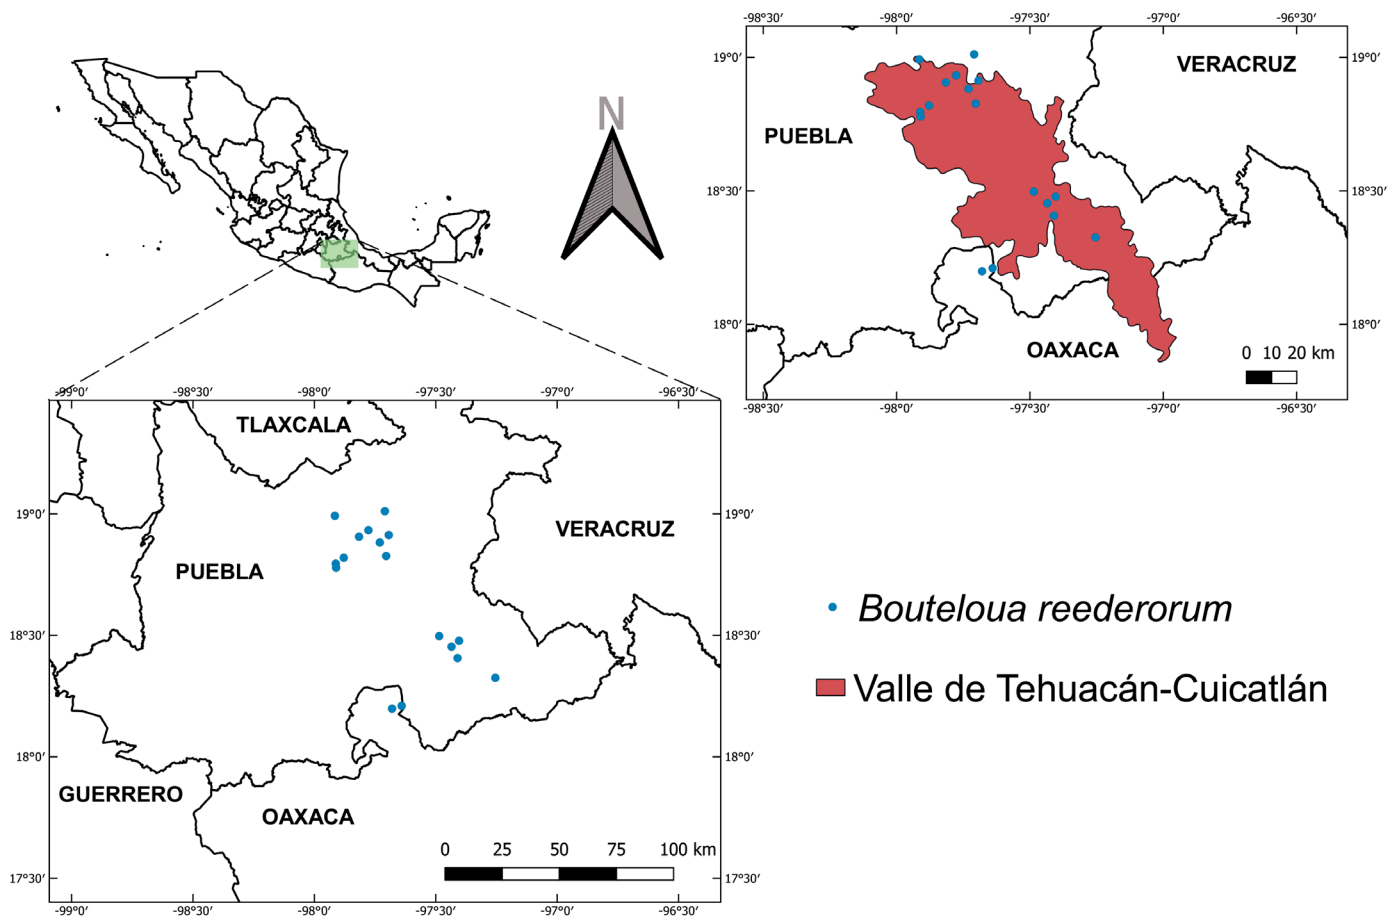 N
-98°30′ -98°0′ -97°30′ -97°0′ -96°30′
19°0′ 19°0′
VERACRUZ
PUEBLA
18°30′ 18°30′
18°0′ 18°0′
OAXACA
0 10 20 km
-98°30′ -98°0′ -97°30′ -97°0′ -96°30′
-99°0′ -98°30′ -98°0′ -97°30′ -97°0′ -96°30′
TLAXCALA
19°0′ 19°0′
VERACRUZ
PUEBLA
18°30′ 18°30′
18°0′ 18°0′
GUERRERO
OAXACA
0 25 50 75 100 km
17°30′ 17°30′
-99°0′ -98°30′ -98°0′ -97°30′ -97°0′ -96°30′
Bouteloua reederorum
Valle de Tehuacán-Cuicatlán